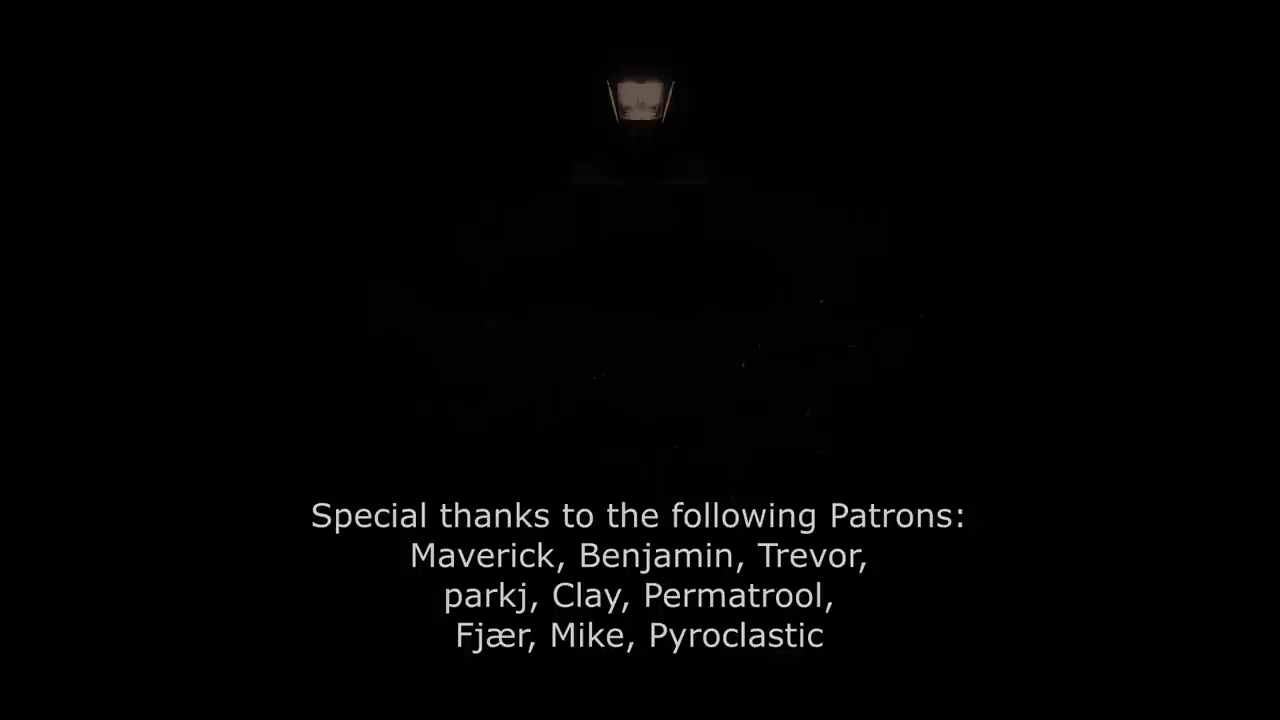 Special thanks to the following Patrons:
Maverick, Benjamin, Trevor,
parkj, Clay, Permatrool,
Fjær, Mike, Pyroclastic